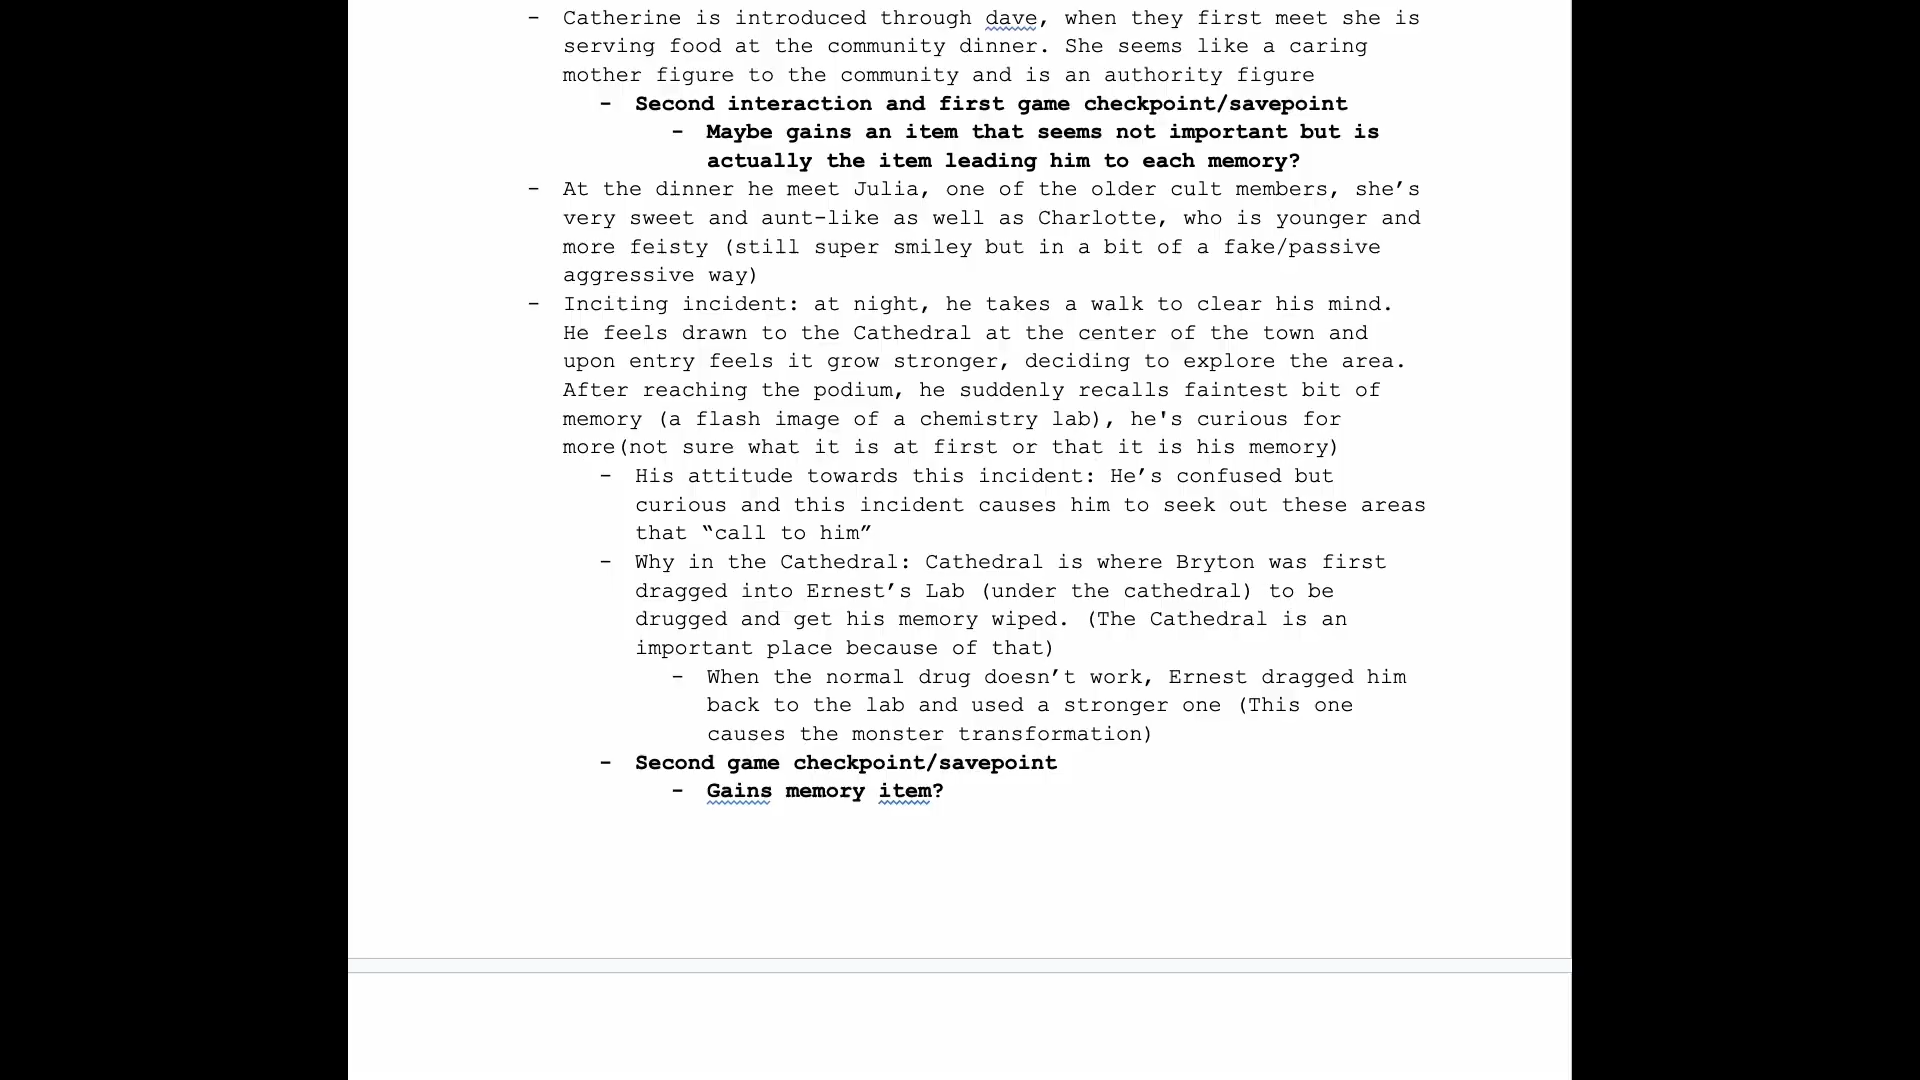 - Catherine is introduced through dave, when they first meet she is
serving food at the community dinner. She seems like a caring
mother figure to the community and is an authority figure
- Second interaction and first game checkpoint/savepoint
- Maybe gains an item that seems not important but is
actually the item leading him to each memory?
- At the dinner he meet Julia, one of the older cult members, she’s
very sweet and aunt-like as well as Charlotte, who is younger and
more feisty (still super smiley but in a bit of a fake/passive
aggressive way)
- Inciting incident: at night, he takes a walk to clear his mind.
He feels drawn to the Cathedral at the center of the town and
upon entry feels it grow stronger, deciding to explore the area.
After reaching the podium, he suddenly recalls faintest bit of
memory (a flash image of a chemistry lab), he's curious for
more(not sure what it is at first or that it is his memory)
- His attitude towards this incident: He’s confused but
curious and this incident causes him to seek out these areas
that “call to him”
- Why in the Cathedral: Cathedral is where Bryton was first
dragged into Ernest’s Lab (under the cathedral) to be
drugged and get his memory wiped. (The Cathedral is an
important place because of that)
- When the normal drug doesn’t work, Ernest dragged him
back to the lab and used a stronger one (This one
causes the monster transformation)
- Second game checkpoint/savepoint
- Gains memory item?